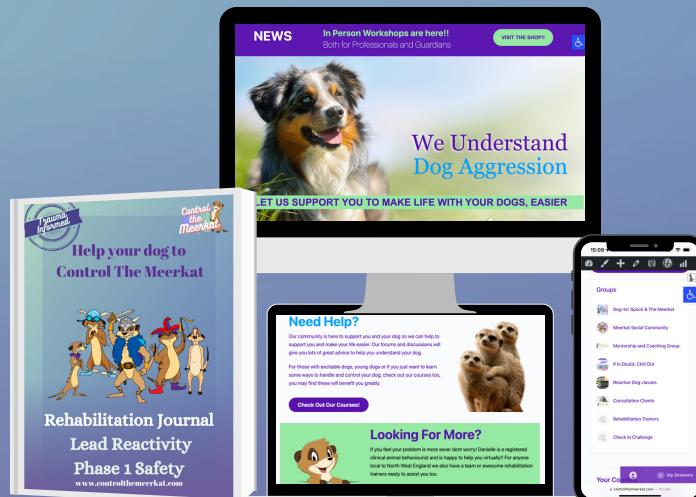 NEWS
In Person Workshops are here!!
Both for Professionals and Guardians
VISIT THE SHOP!!
We Understand
Dog Aggression
LET US SUPPORT YOU TO MAKE LIFE WITH YOUR DOGS, EASIER
Trauma
Informed
Control
the
Meerkat
Help your dog to
Control The Meerkat
Rehabilitation Journal
Lead Reactivity
Phase 1 Safety
www.controlthemeerkat.com
Need Help?
Our community is here to support you and your dog so we can help to
support you and make your life easier. Our forums and discussions will
give you lots of great advice to help you understand your dog.
For those with excitable dogs, young dogs or if you just want to learn
some ways to handle and control your dog; check out our courses too,
you may find these will benefit you greatly.
Check Out Our Courses!
Looking For More?
If you feel your problem is more sever dont worry! Danielle is a registered
clinical animal behaviourist and is happy to help you virtually!! For anyone
local to North West England we also have a team or awesome rehabilitation
trainers ready to assist you too.
15:09
Groups
Dog-ter Spock & The Meerkat
Meerkat Social Community
Mentorship and Coaching Group
If In Doubt; Chill Out
Reactive Dog classes
Consultation Clients
Rehabilitation Trainers
Check In Challenge
Your Cou
My Sessions
controlthemeerkat.com — Private